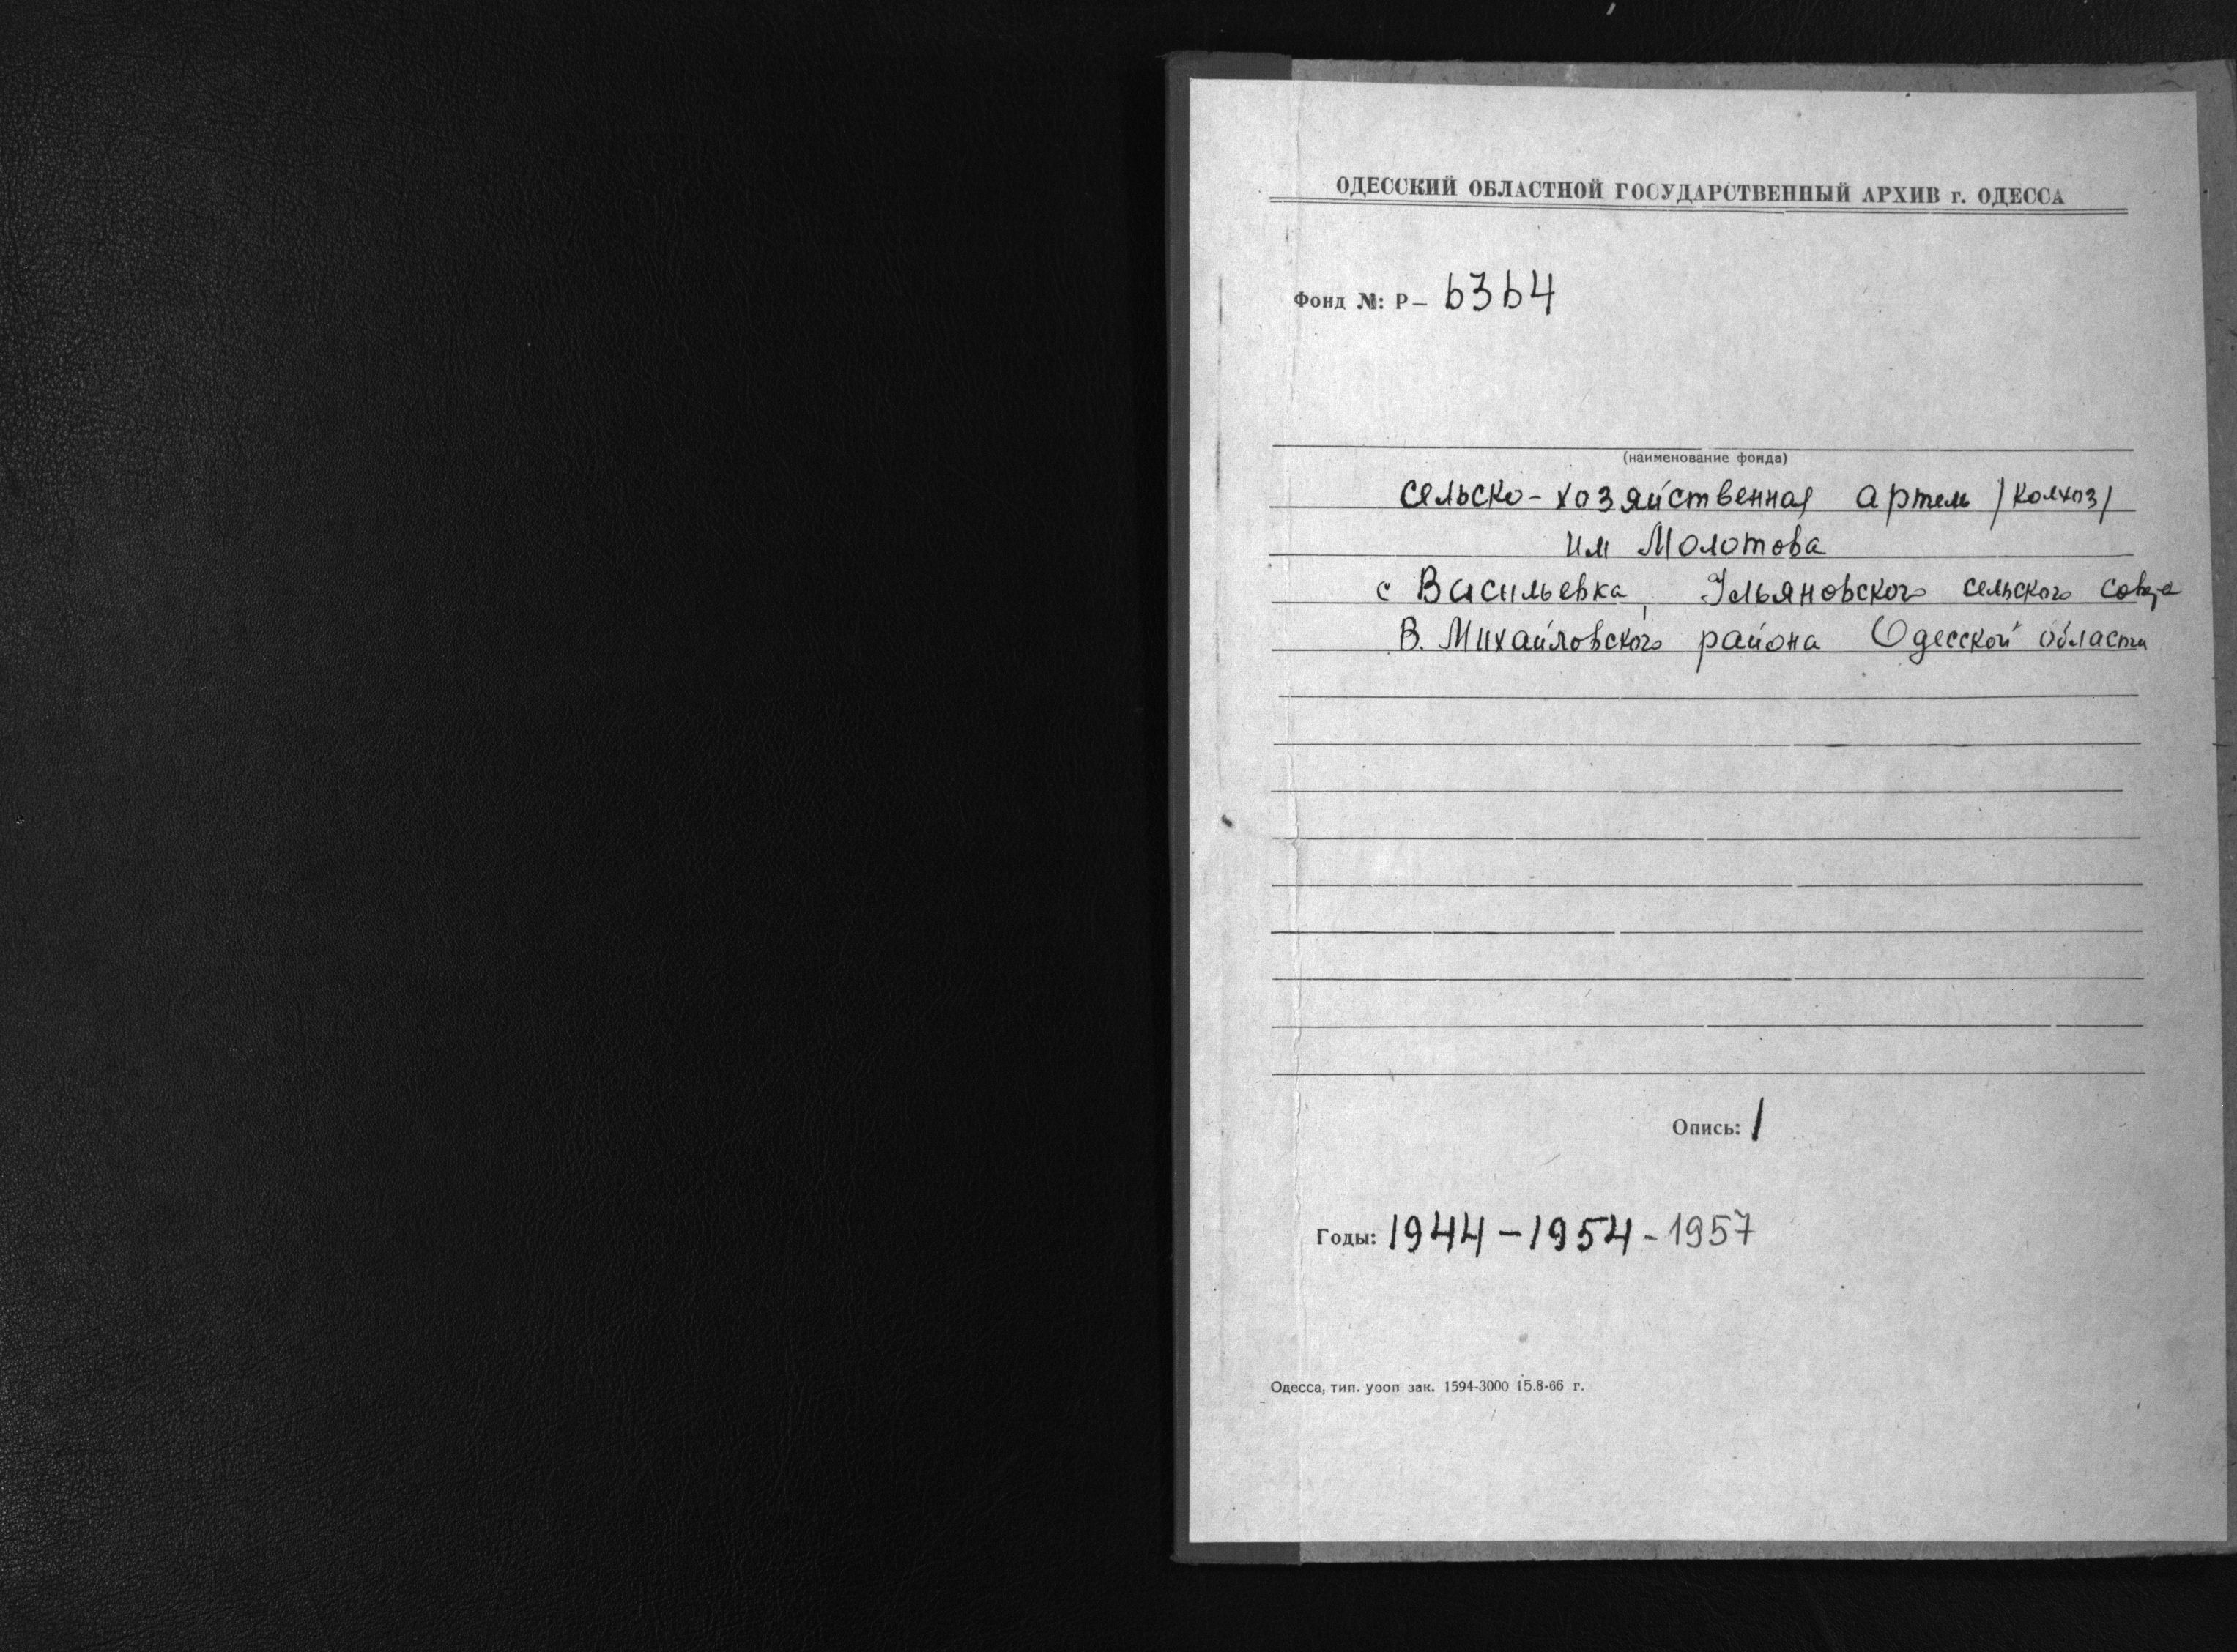 ОДЕССКИЙ ОБЛАСТНОЙ ГОСУДАРСТВЕННЫЙ АРХИВ г. ОДЕССА
Фонд №: Р— 6364
(наименование фонда)
сельско-хозяйственная артель /колхоз/
им Молотова
с Васильевка, Ульяновского сельского совета
В. Михайловского района Одесской области
Опись: 1
Годы: 1944-1954-1957
Одесса, тип. уооп зак. 1594-3000 15.8-66 г.